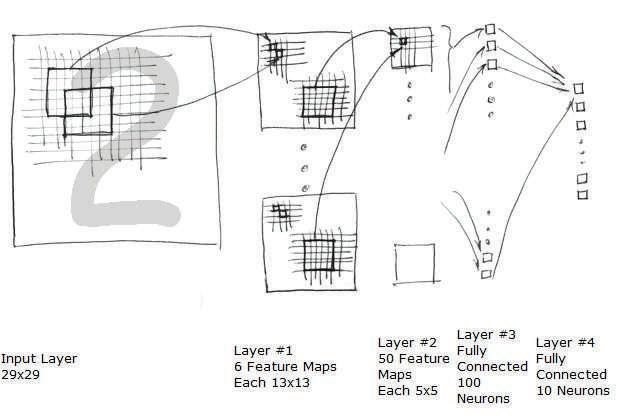 2
Input Layer
29x29
Layer #1
6 Feature Maps
Each 13x13
Layer #2
50 Feature
Maps
Each 5x5
Layer #3
Fully
Connected
100
Neurons
Layer #4
Fully
Connected
10 Neurons